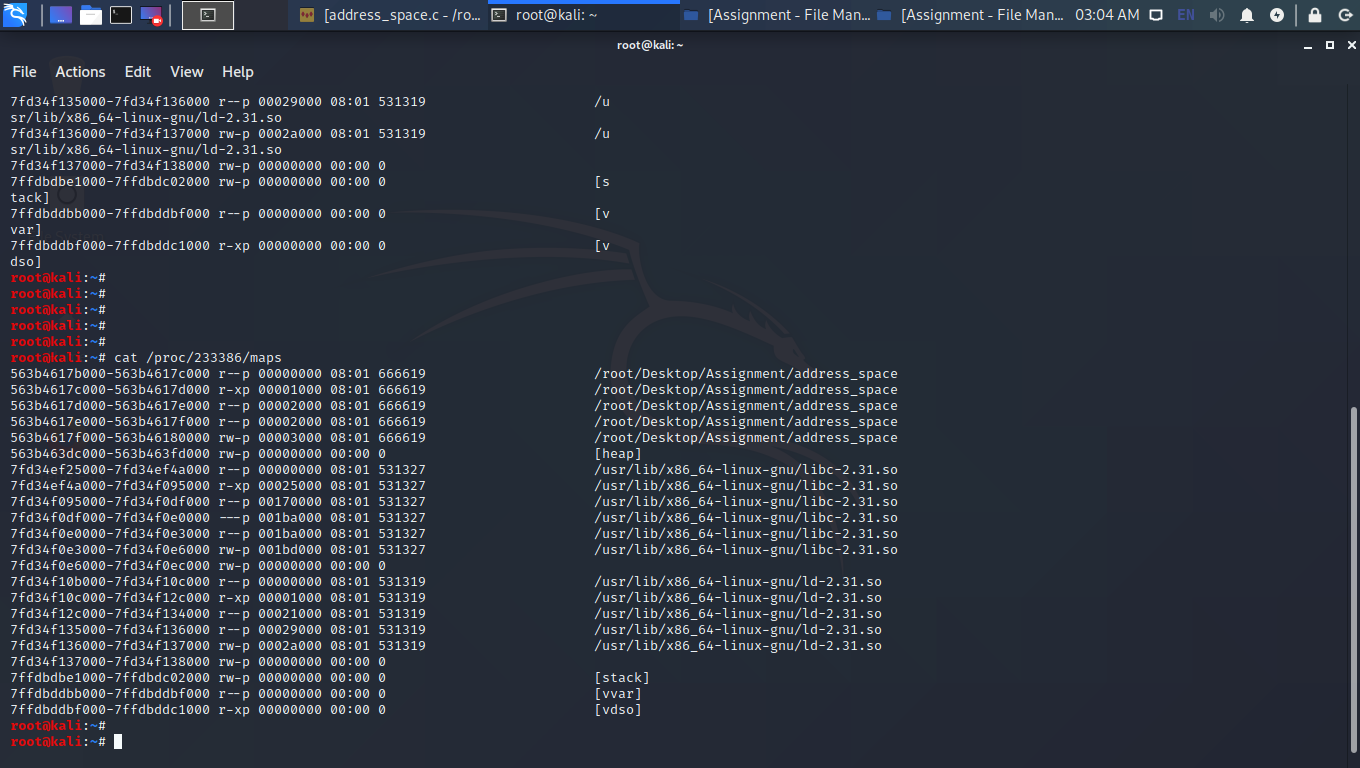 [address_space.c - /ro...
root@kali: ~
[Assignment - File Man...
[Assignment - File Man...
03:04 AM
EN
root@kali: ~
File Actions Edit View Help
7fd34f135000-7fd34f136000 r--p 00029000 08:01 531319 /u
sr/lib/x86_64-linux-gnu/ld-2.31.so
7fd34f136000-7fd34f137000 rw-p 0002a000 08:01 531319 /u
sr/lib/x86_64-linux-gnu/ld-2.31.so
7fd34f137000-7fd34f138000 rw-p 00000000 00:00 0
7ffdbdbe1000-7ffdbdc02000 rw-p 00000000 00:00 0 [s
tack]
7ffdbddbb000-7ffdbddbf000 r--p 00000000 00:00 0 [v
var]
7ffdbddbf000-7ffdbddc1000 r-xp 00000000 00:00 0 [v
dso]
root@kali:~#
root@kali:~#
root@kali:~#
root@kali:~#
root@kali:~#
root@kali:~# cat /proc/233386/maps
563b4617b000-563b4617c000 r--p 00000000 08:01 666619 /root/Desktop/Assignment/address_space
563b4617c000-563b4617d000 r-xp 00001000 08:01 666619 /root/Desktop/Assignment/address_space
563b4617d000-563b4617e000 r--p 00002000 08:01 666619 /root/Desktop/Assignment/address_space
563b4617e000-563b4617f000 r--p 00002000 08:01 666619 /root/Desktop/Assignment/address_space
563b4617f000-563b46180000 rw-p 00003000 08:01 666619 /root/Desktop/Assignment/address_space
563b463dc000-563b463fd000 rw-p 00000000 00:00 0 [heap]
7fd34ef25000-7fd34ef4a000 r--p 00000000 08:01 531327 /usr/lib/x86_64-linux-gnu/libc-2.31.so
7fd34ef4a000-7fd34f095000 r-xp 00025000 08:01 531327 /usr/lib/x86_64-linux-gnu/libc-2.31.so
7fd34f095000-7fd34f0df000 r--p 00170000 08:01 531327 /usr/lib/x86_64-linux-gnu/libc-2.31.so
7fd34f0df000-7fd34f0e0000 ---p 001ba000 08:01 531327 /usr/lib/x86_64-linux-gnu/libc-2.31.so
7fd34f0e0000-7fd34f0e3000 r--p 001ba000 08:01 531327 /usr/lib/x86_64-linux-gnu/libc-2.31.so
7fd34f0e3000-7fd34f0e6000 rw-p 001bd000 08:01 531327 /usr/lib/x86_64-linux-gnu/libc-2.31.so
7fd34f0e6000-7fd34f0ec000 rw-p 00000000 00:00 0
7fd34f10b000-7fd34f10c000 r--p 00000000 08:01 531319 /usr/lib/x86_64-linux-gnu/ld-2.31.so
7fd34f10c000-7fd34f12c000 r-xp 00001000 08:01 531319 /usr/lib/x86_64-linux-gnu/ld-2.31.so
7fd34f12c000-7fd34f134000 r--p 00021000 08:01 531319 /usr/lib/x86_64-linux-gnu/ld-2.31.so
7fd34f135000-7fd34f136000 r--p 00029000 08:01 531319 /usr/lib/x86_64-linux-gnu/ld-2.31.so
7fd34f136000-7fd34f137000 rw-p 0002a000 08:01 531319 /usr/lib/x86_64-linux-gnu/ld-2.31.so
7fd34f137000-7fd34f138000 rw-p 00000000 00:00 0
7ffdbdbe1000-7ffdbdc02000 rw-p 00000000 00:00 0 [stack]
7ffdbddbb000-7ffdbddbf000 r--p 00000000 00:00 0 [vvar]
7ffdbddbf000-7ffdbddc1000 r-xp 00000000 00:00 0 [vdso]
root@kali:~#
root@kali:~#